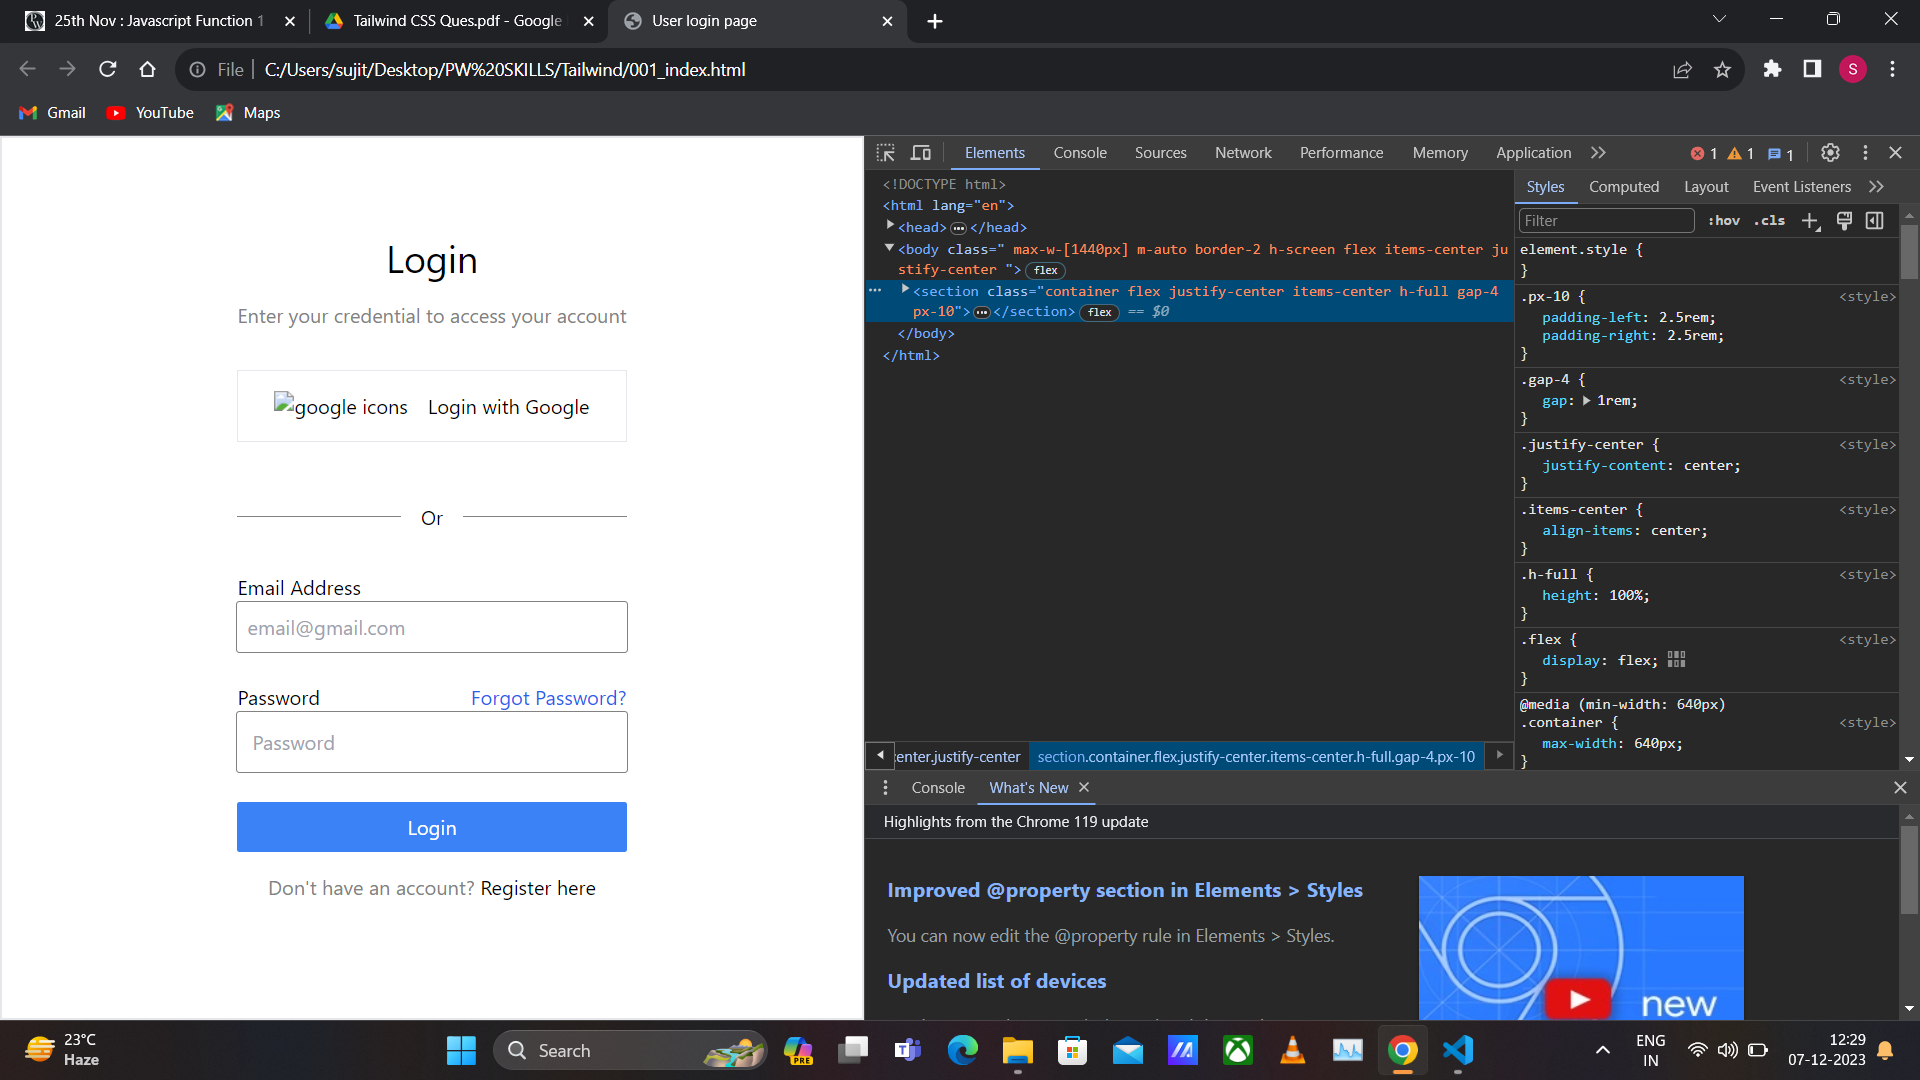 25th Nov : Javascript Function 1
Tailwind CSS Ques.pdf - Google
User login page
File
C:/Users/sujit/Desktop/PW%20SKILLS/Tailwind/001_index.html
S
Gmail
YouTube
Maps
Login
Enter your credential to access your account
google icons
Login with Google
Or
Email Address
email@gmail.com
Password
Forgot Password?
Password
Login
Don't have an account? Register here
Elements
Console
Sources
Network
Performance
Memory
Application
1
1
1
<!DOCTYPE html>
<html lang="en">
<head>…</head>
<body class=" max-w-[1440px] m-auto border-2 h-screen flex items-center ju
stify-center "> flex
<section class="container flex justify-center items-center h-full gap-4
px-10">…</section> flex == $0
</body>
</html>
enter.justify-center
section.container.flex.justify-center.items-center.h-full.gap-4.px-10
Styles
Computed
Layout
Event Listeners
Filter
:hov
.cls
element.style {
}
.px-10 { <style>
padding-left: 2.5rem;
padding-right: 2.5rem;
}
.gap-4 { <style>
gap: 1rem;
}
.justify-center { <style>
justify-content: center;
}
.items-center { <style>
align-items: center;
}
.h-full { <style>
height: 100%;
}
.flex { <style>
display: flex;
}
@media (min-width: 640px)
.container { <style>
max-width: 640px;
}
Console
What's New
Highlights from the Chrome 119 update
Improved @property section in Elements > Styles
You can now edit the @property rule in Elements > Styles.
Updated list of devices
new
23°C
Haze
Search
PRE
ENG
IN
12:29
07-12-2023